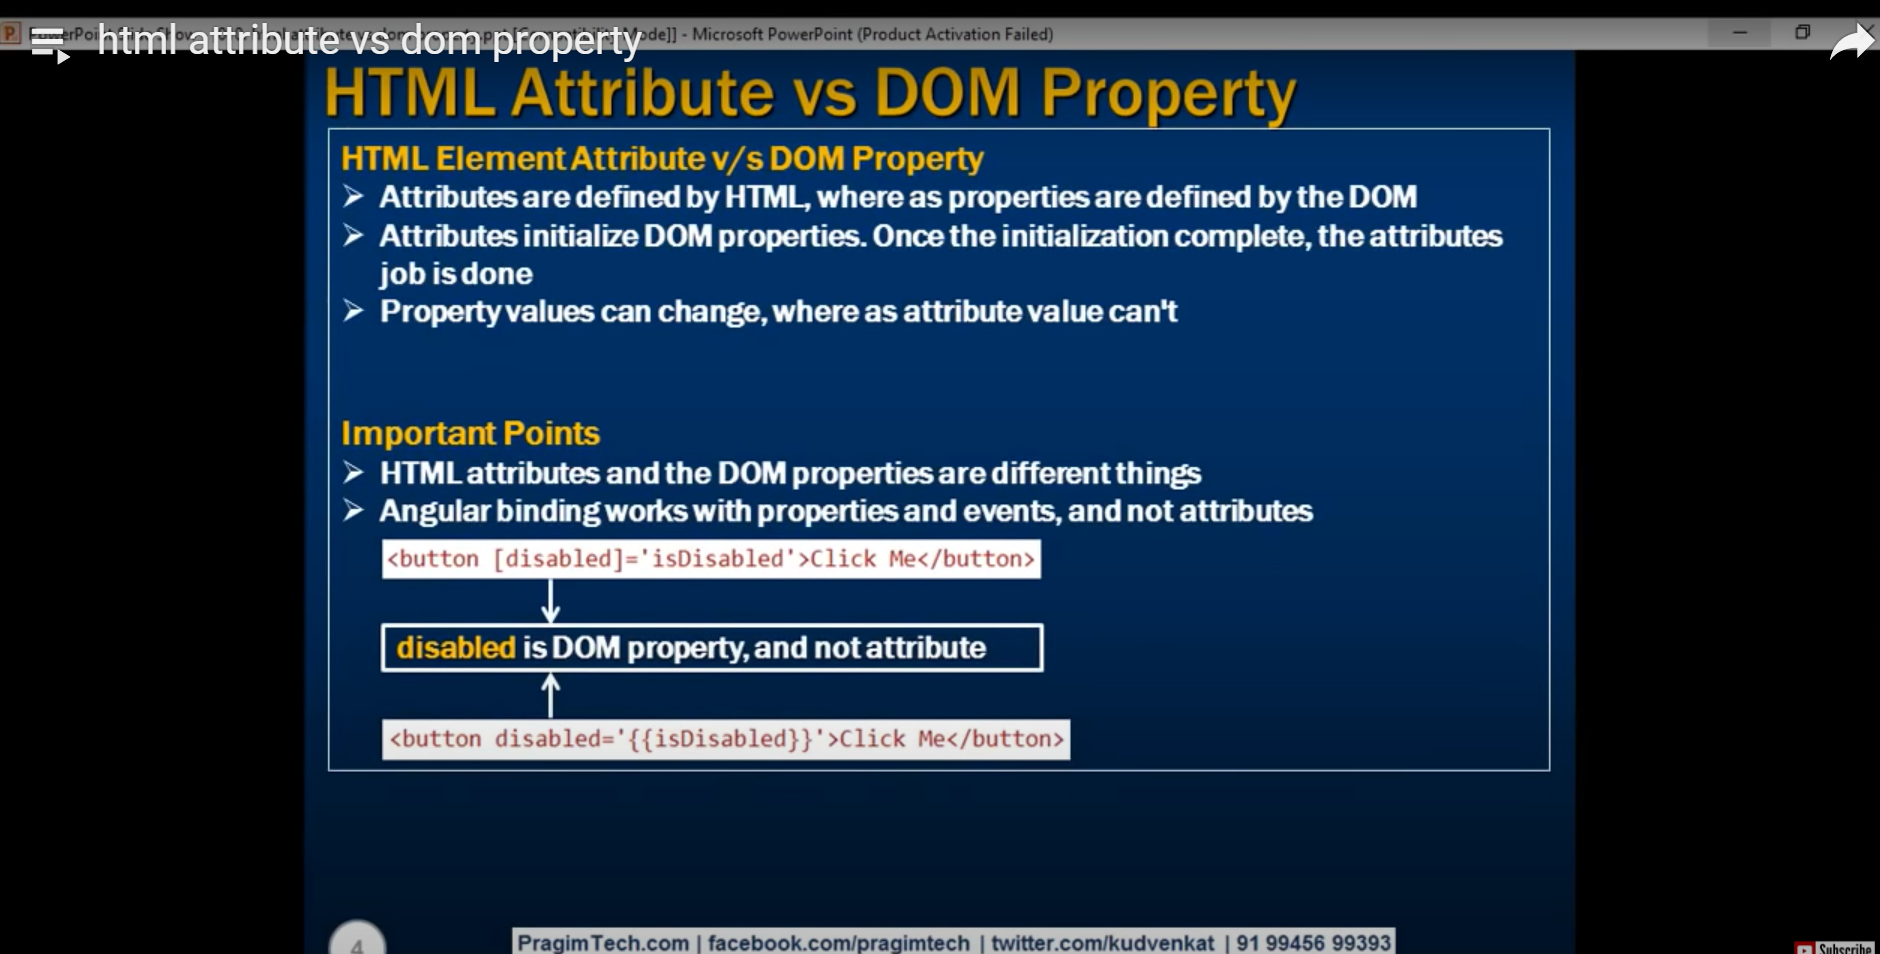 html attribute vs dom property
Mode]] - Microsoft PowerPoint (Product Activation Failed)
HTML Attribute vs DOM Property
HTML Element Attribute v/s DOM Property
Attributes are defined by HTML, where as properties are defined by the DOM
Attributes initialize DOM properties. Once the initialization complete, the attributes
job is done
Property values can change, where as attribute value can't
Important Points
HTML attributes and the DOM properties are different things
Angular binding works with properties and events, and not attributes
<button [disabled]='isDisabled'>Click Me</button>
disabled is DOM property, and not attribute
<button disabled='{{isDisabled}}'>Click Me</button>
4
PragimTech.com | facebook.com/pragimtech | twitter.com/kudvenkat | 91 99456 99393
Subscribe